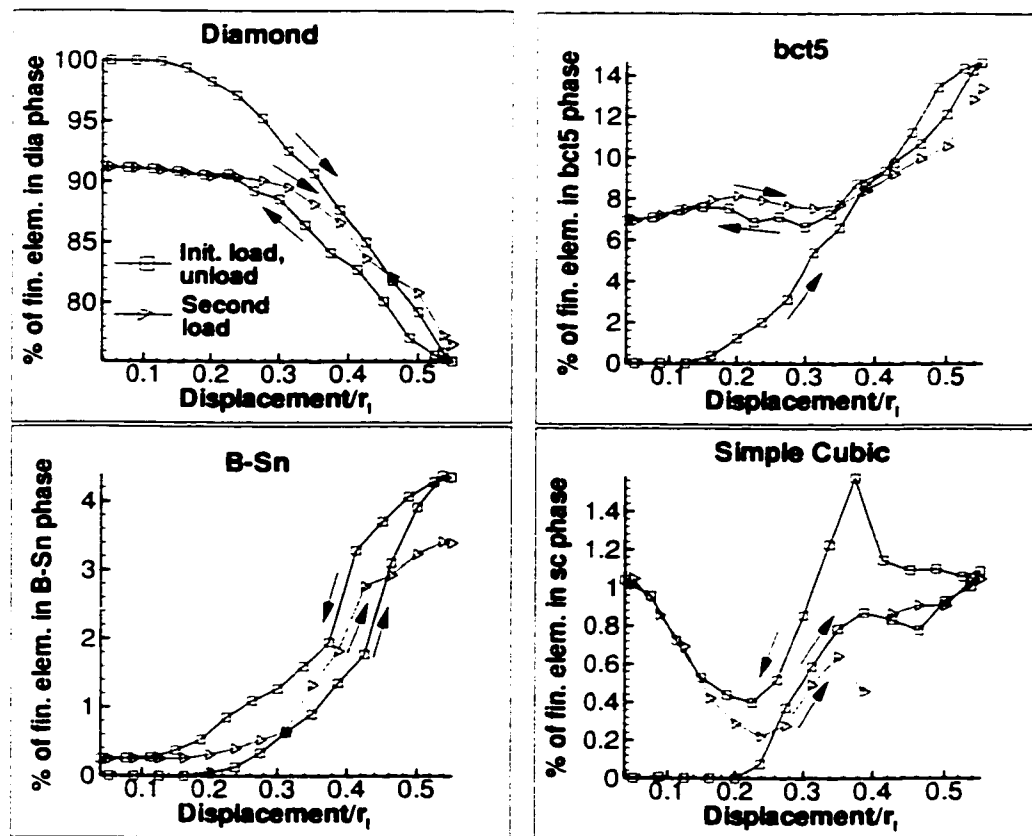 Diamond
% of fin. elem. in dia phase
100
95
90
85
80
Init. load,
unload
Second
load
0.1 0.2 0.3 0.4 0.5
Displacement/r_i
bct5
% of fin. elem. in bct5 phase
14
12
10
8
6
4
2
0
0.1 0.2 0.3 0.4 0.5
Displacement/r_i
B-Sn
% of fin. elem. in B-Sn phase
4
3
2
1
0
0.1 0.2 0.3 0.4 0.5
Displacement/r_i
Simple Cubic
% of fin. elem. in sc phase
1.4
1.2
1
0.8
0.6
0.4
0.2
0
0.1 0.2 0.3 0.4 0.5
Displacement/r_i